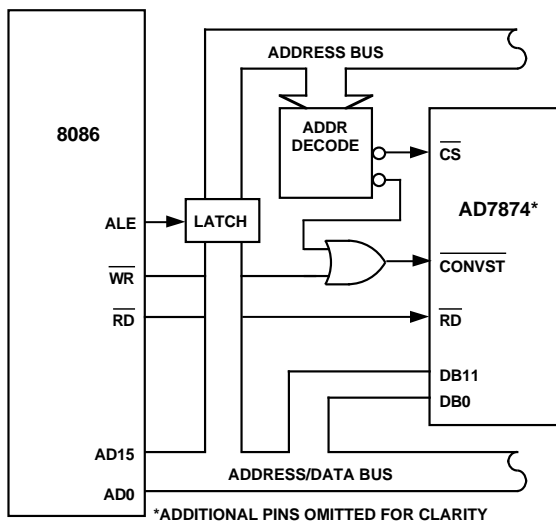 ADDRESS BUS
8086
ADDR
DECODE
CS
AD7874*
ALE
LATCH
WR
CONVST
RD
RD
DB11
DB0
AD15
ADDRESS/DATA BUS
AD0
*ADDITIONAL PINS OMITTED FOR CLARITY